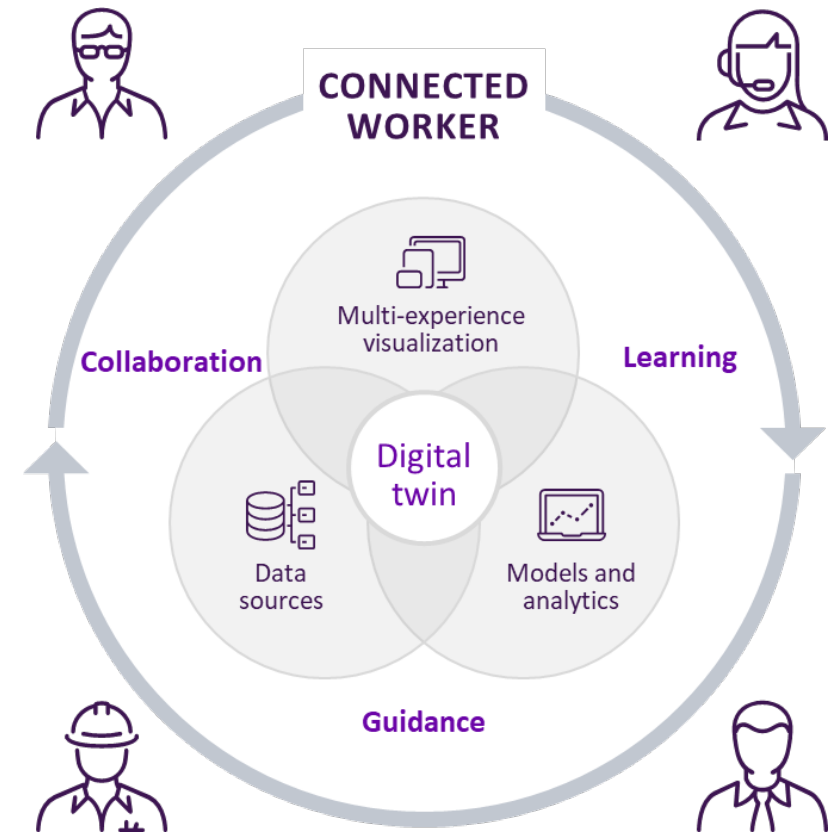 CONNECTED
WORKER
Multi-experience
visualization
Collaboration
Learning
Digital
twin
Data
sources
Models and
analytics
Guidance